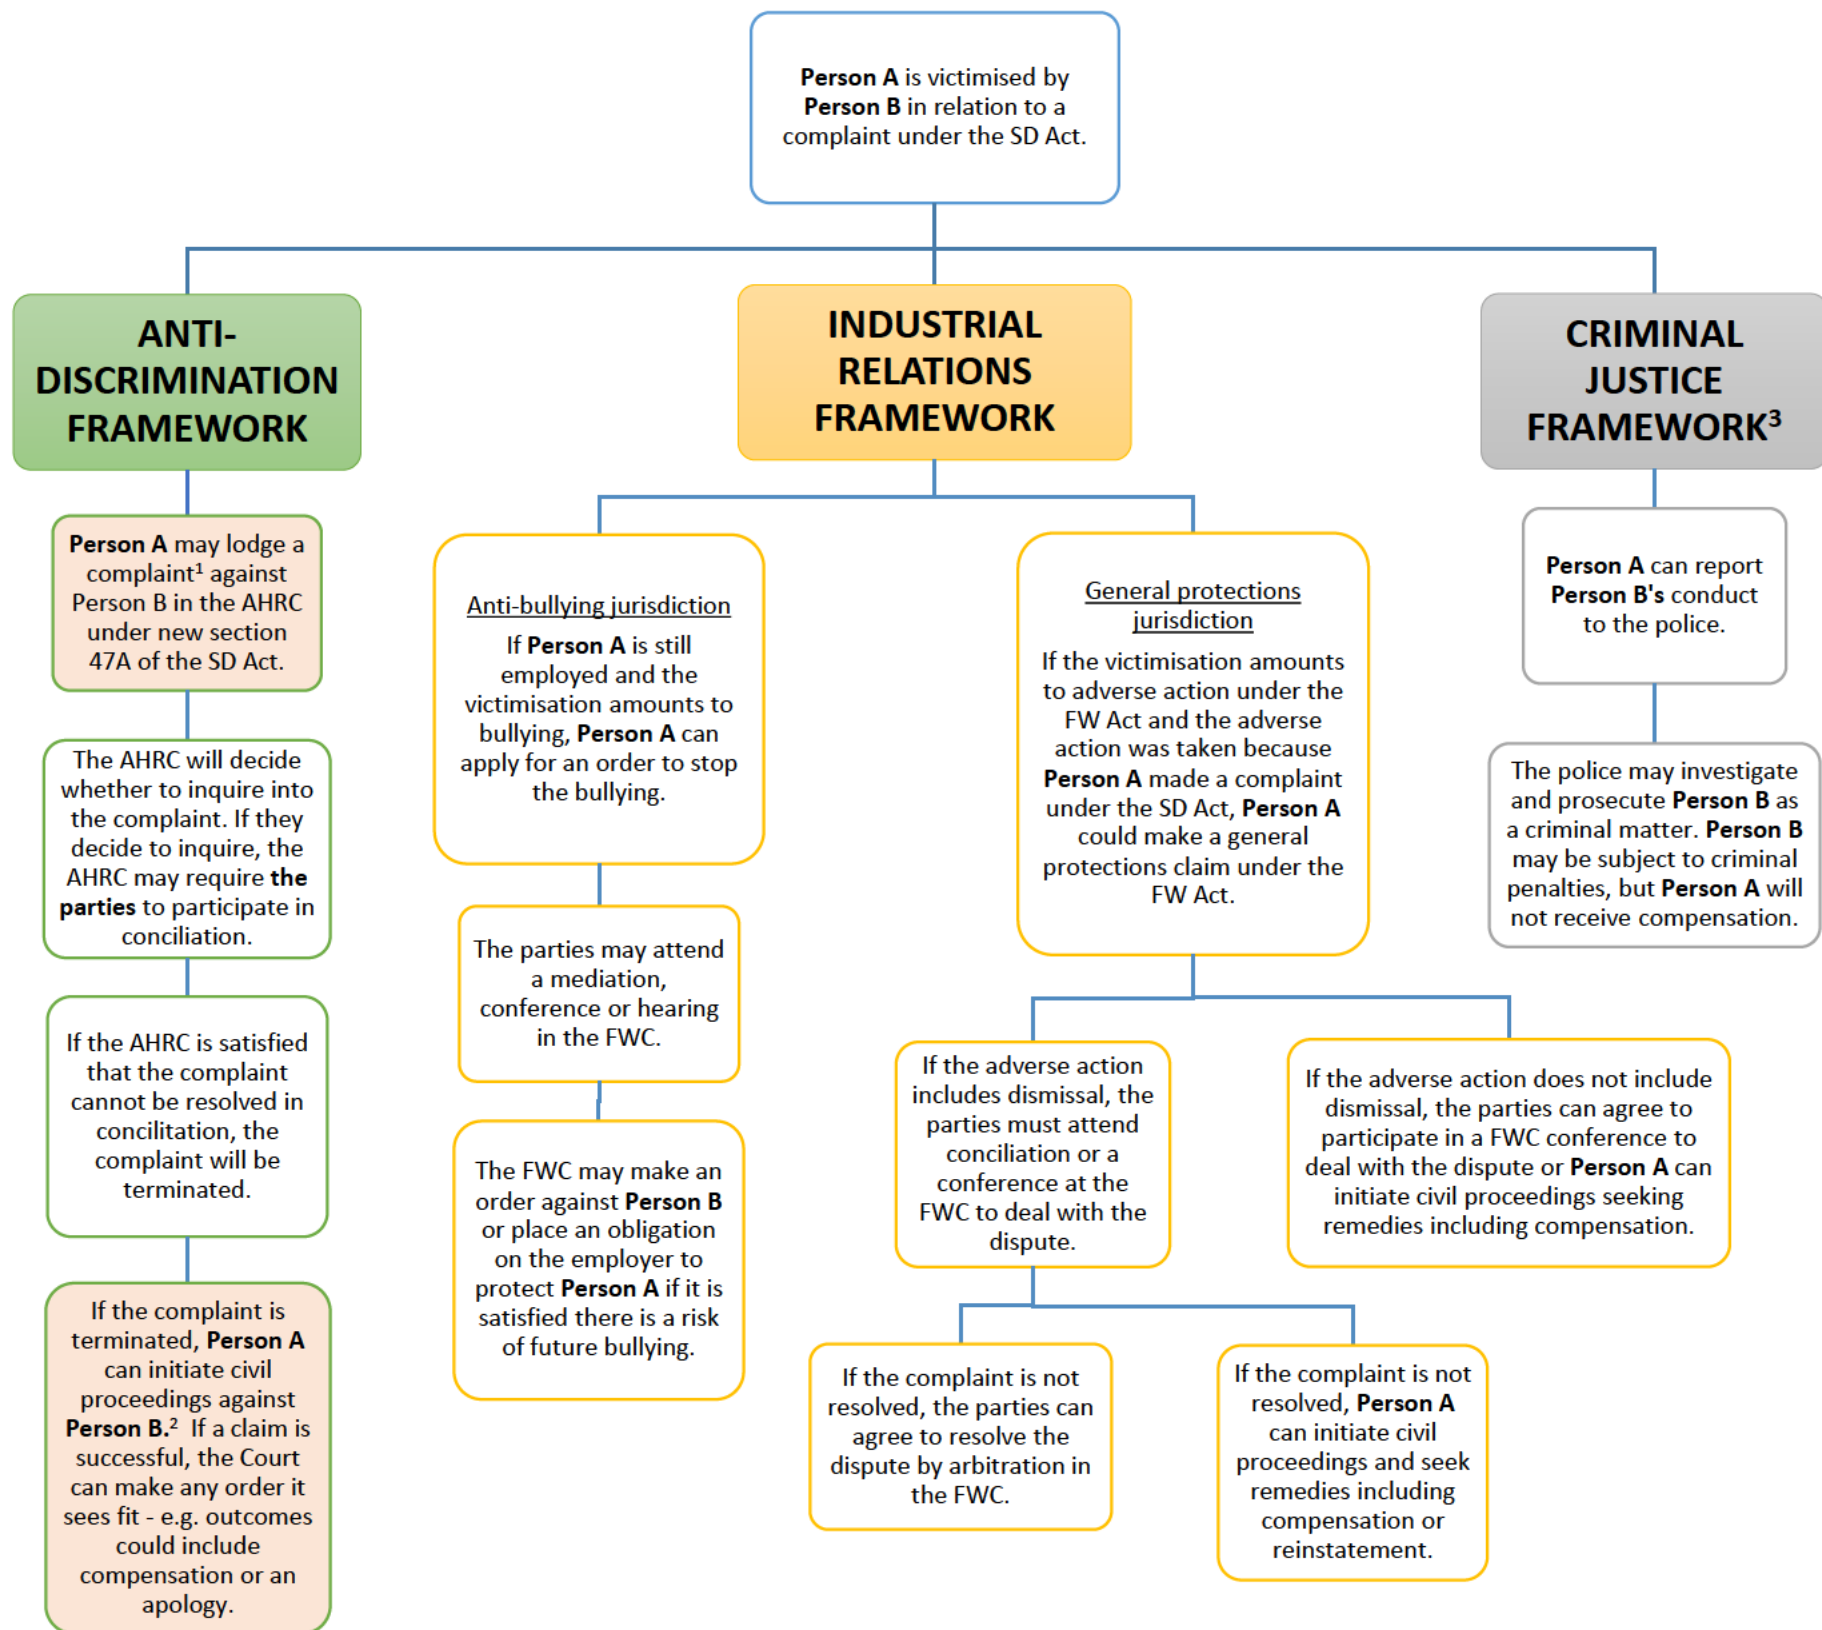 Person A is victimised by
Person B in relation to a
complaint under the SD Act.
ANTI-
DISCRIMINATION
FRAMEWORK
Person A may lodge a
complaint¹ against
Person B in the AHRC
under new section
47A of the SD Act.
The AHRC will decide
whether to inquire into
the complaint. If they
decide to inquire, the
AHRC may require the
parties to participate in
conciliation.
If the AHRC is satisfied
that the complaint
cannot be resolved in
concilitation, the
complaint will be
terminated.
If the complaint is
terminated, Person A
can initiate civil
proceedings against
Person B.² If a claim is
successful, the Court
can make any order it
sees fit - e.g. outcomes
could include
compensation or an
apology.
INDUSTRIAL
RELATIONS
FRAMEWORK
Anti-bullying jurisdiction
If Person A is still
employed and the
victimisation amounts to
bullying, Person A can
apply for an order to stop
the bullying.
The parties may attend
a mediation,
conference or hearing
in the FWC.
The FWC may make an
order against Person B
or place an obligation
on the employer to
protect Person A if it is
satisfied there is a risk
of future bullying.
General protections
jurisdiction
If the victimisation amounts
to adverse action under the
FW Act and the adverse
action was taken because
Person A made a complaint
under the SD Act, Person A
could make a general
protections claim under the
FW Act.
If the adverse action
includes dismissal, the
parties must attend
conciliation or a
conference at the
FWC to deal with the
dispute.
If the complaint is not
resolved, the parties can
agree to resolve the
dispute by arbitration in
the FWC.
If the complaint is not
resolved, Person A
can initiate civil
proceedings and seek
remedies including
compensation or
reinstatement.
If the adverse action does not include
dismissal, the parties can agree to
participate in a FWC conference to
deal with the dispute or Person A can
initiate civil proceedings seeking
remedies including compensation.
CRIMINAL
JUSTICE
FRAMEWORK³
Person A can report
Person B's conduct
to the police.
The police may investigate
and prosecute Person B as
a criminal matter. Person B
may be subject to criminal
penalties, but Person A will
not receive compensation.